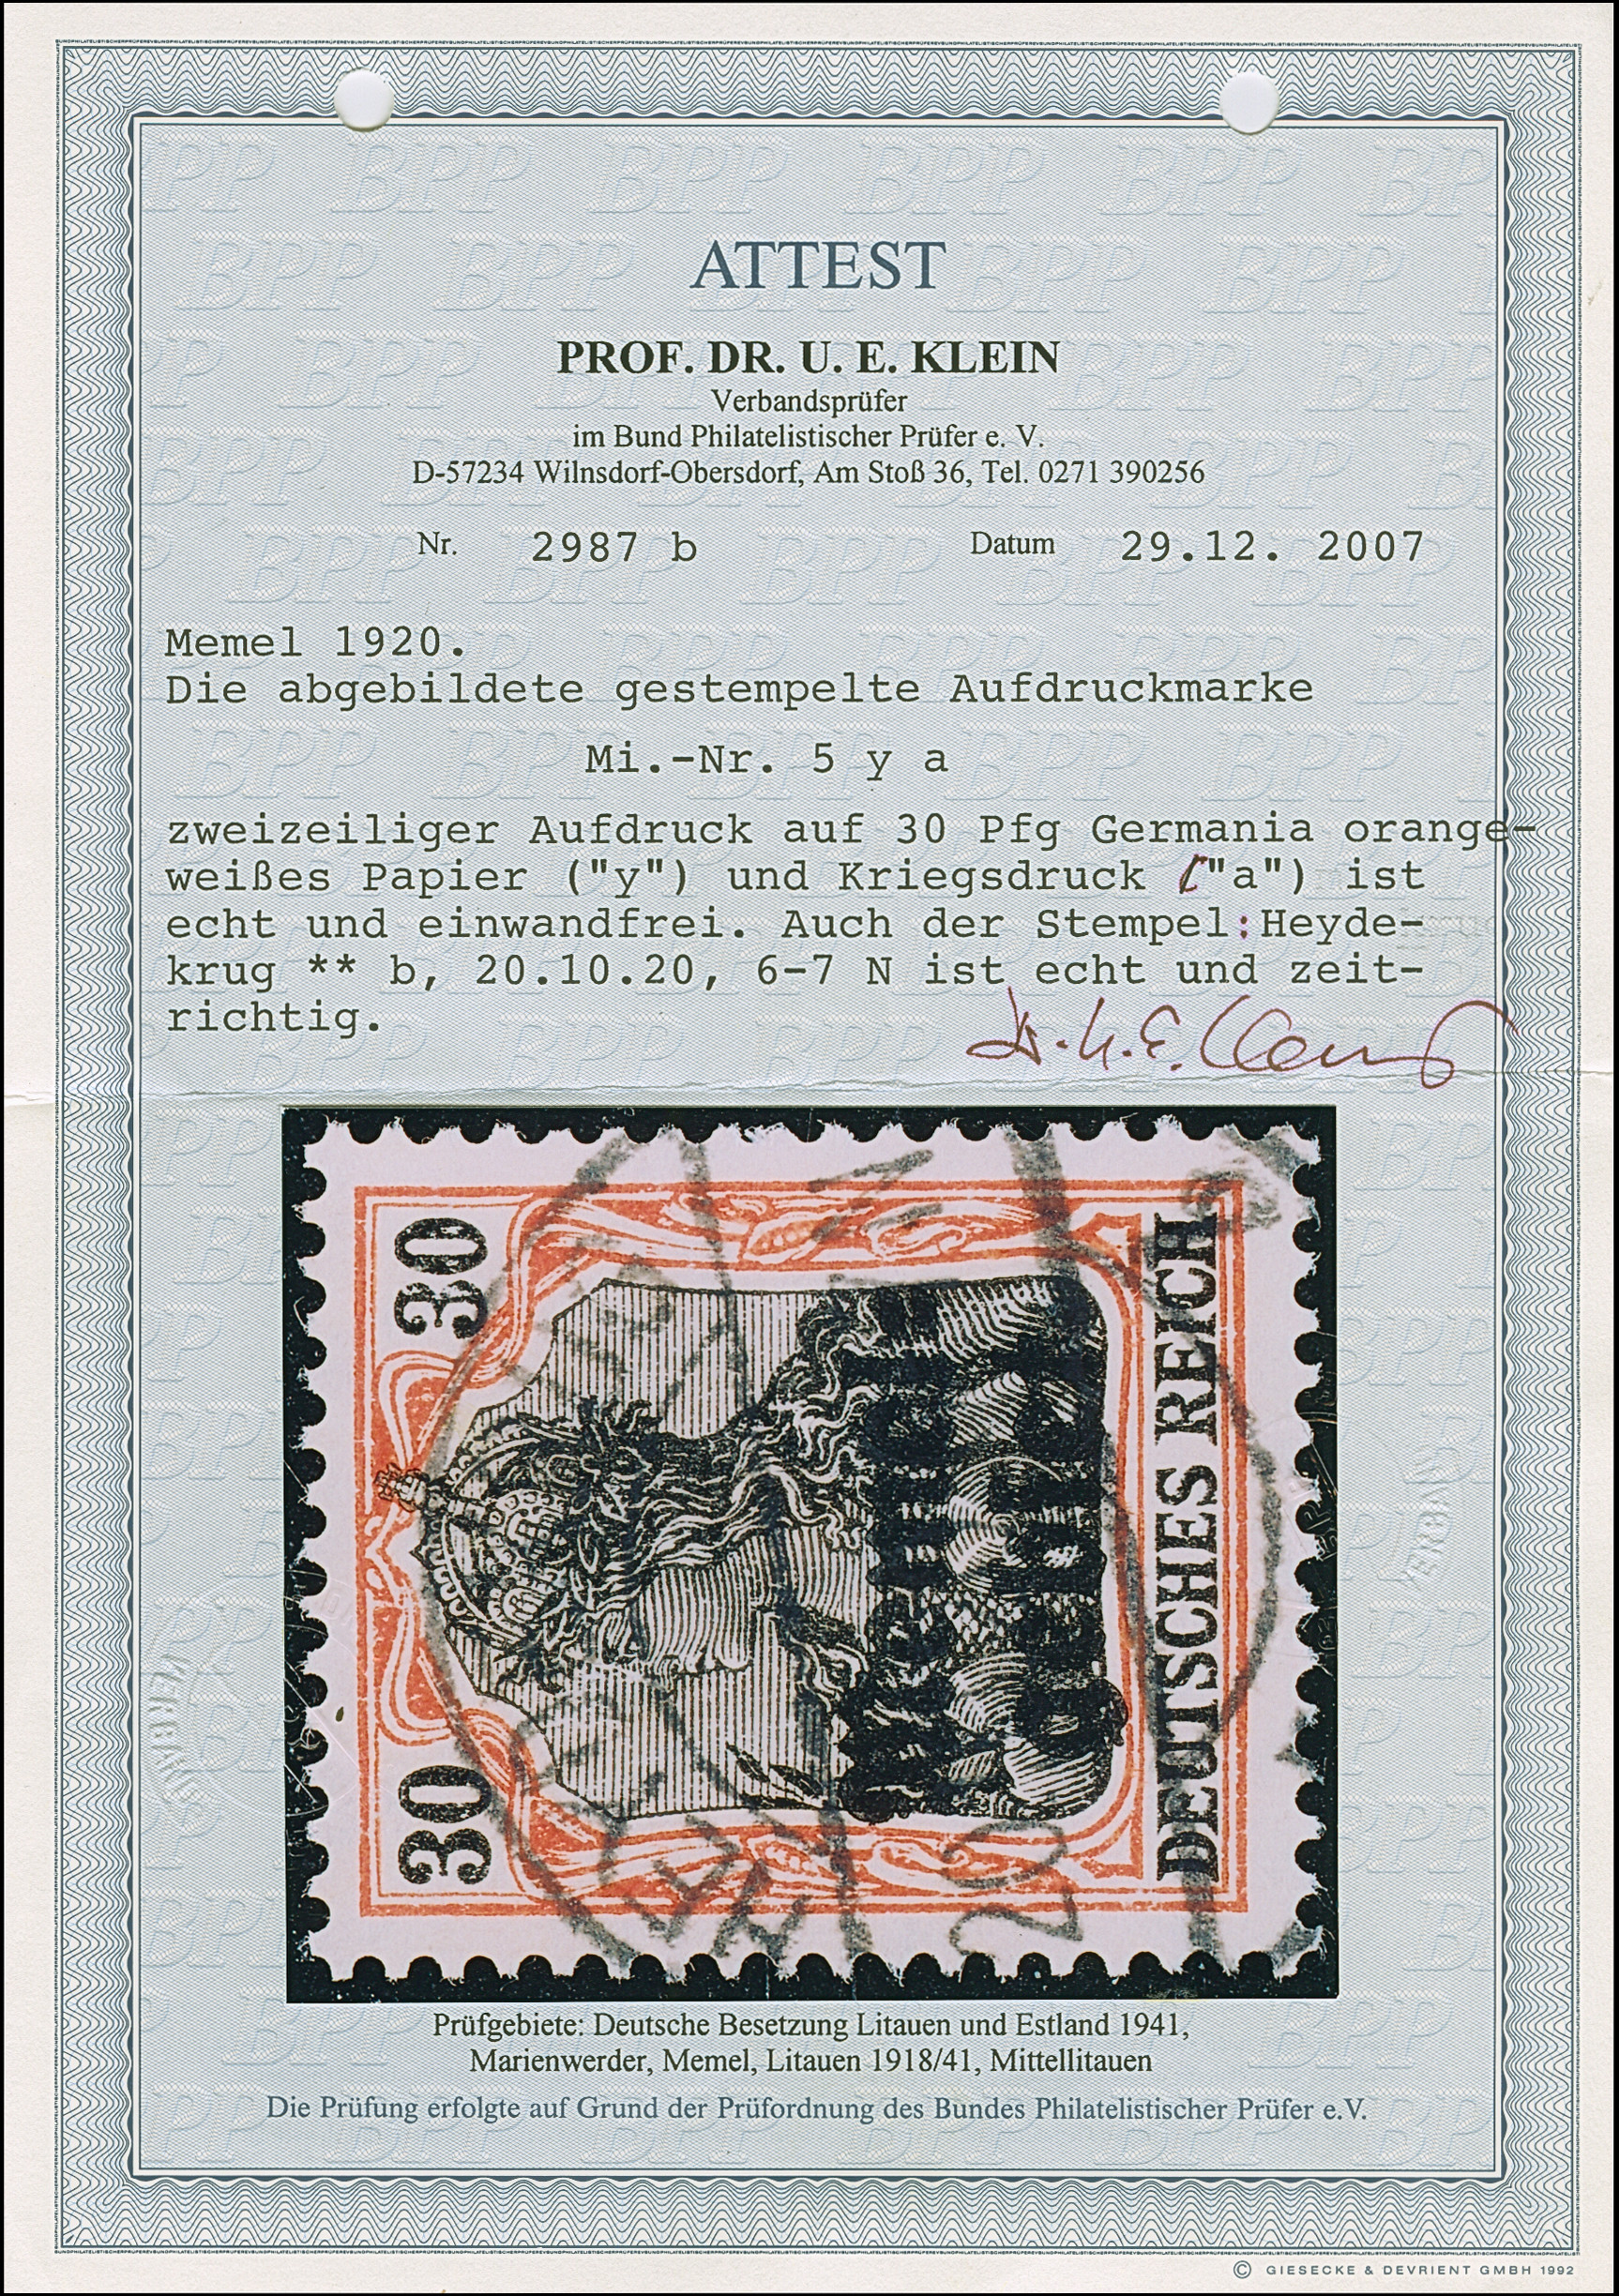 ATTEST
PROF. DR. U. E. KLEIN
Verbandsprüfer
im Bund Philatelistischer Prüfer e. V.
D-57234 Wilnsdorf-Obersdorf, Am Stoß 36, Tel. 0271 390256
Nr. 2987 b Datum 29.12. 2007
Memel 1920.
Die abgebildete gestempelte Aufdruckmarke
Mi.-Nr. 5 y a
zweizeiliger Aufdruck auf 30 Pfg Germania orange-
weißes Papier ("y") und Kriegsdruck ("a") ist
echt und einwandfrei. Auch der Stempel:Heyde-
krug ** b, 20.10.20, 6-7 N ist echt und zeit-
richtig.
30
30
DEUTSCHES REICH
Prüfgebiete: Deutsche Besetzung Litauen und Estland 1941,
Marienwerder, Memel, Litauen 1918/41, Mittellitauen
Die Prüfung erfolgte auf Grund der Prüfordnung des Bundes Philatelistischer Prüfer e.V.
© GIESECKE & DEVRIENT GMBH 1992